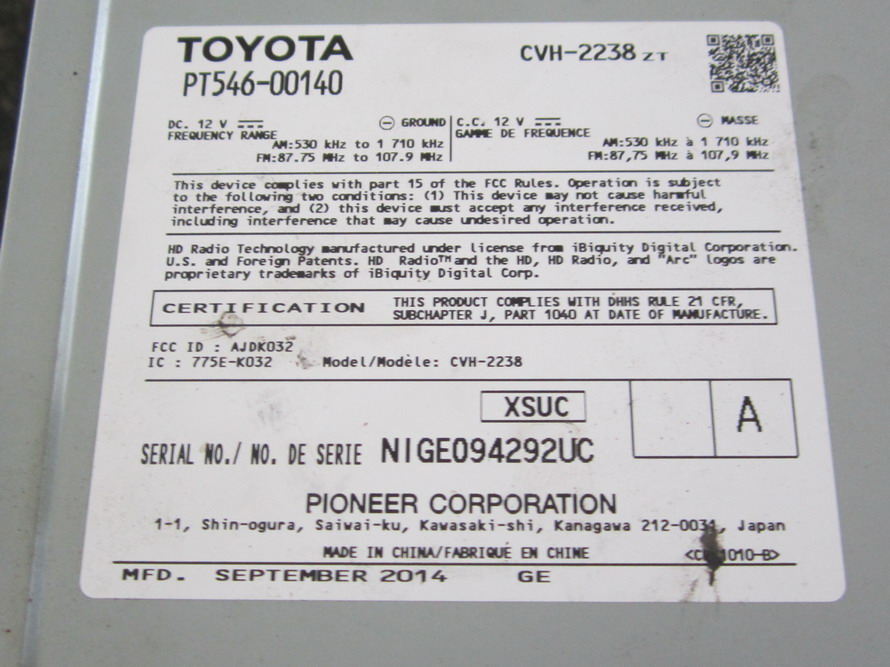 TOYOTA
CVH-2238 ZT
PT546-00140
DC. 12 V ⎓ ⊖ GROUND
FREQUENCY RANGE
AM:530 kHz to 1 710 kHz
FM:87.75 MHz to 107.9 MHz
C.C. 12 V ⎓ ⊖ MASSE
GAMME DE FREQUENCE
AM:530 kHz à 1 710 kHz
FM:87,75 MHz à 107,9 MHz
This device complies with part 15 of the FCC Rules. Operation is subject
to the following two conditions: (1) This device may not cause harmful
interference, and (2) this device must accept any interference received,
including interference that may cause undesired operation.
HD Radio Technology manufactured under license from iBiquity Digital Corporation.
U.S. and Foreign Patents. HD Radio™ and the HD, HD Radio, and "Arc" logos are
proprietary trademarks of iBiquity Digital Corp.
CERTIFICATION
THIS PRODUCT COMPLIES WITH DHHS RULE 21 CFR,
SUBCHAPTER J, PART 1040 AT DATE OF MANUFACTURE.
FCC ID : AJDK032
IC : 775E-K032 Model/Modèle: CVH-2238
XSUC
A
SERIAL NO./ NO. DE SERIE NIGE094292UC
PIONEER CORPORATION
1-1, Shin-ogura, Saiwai-ku, Kawasaki-shi, Kanagawa 212-0031, Japan
MADE IN CHINA/FABRIQUÉ EN CHINE
MFD. SEPTEMBER 2014 GE